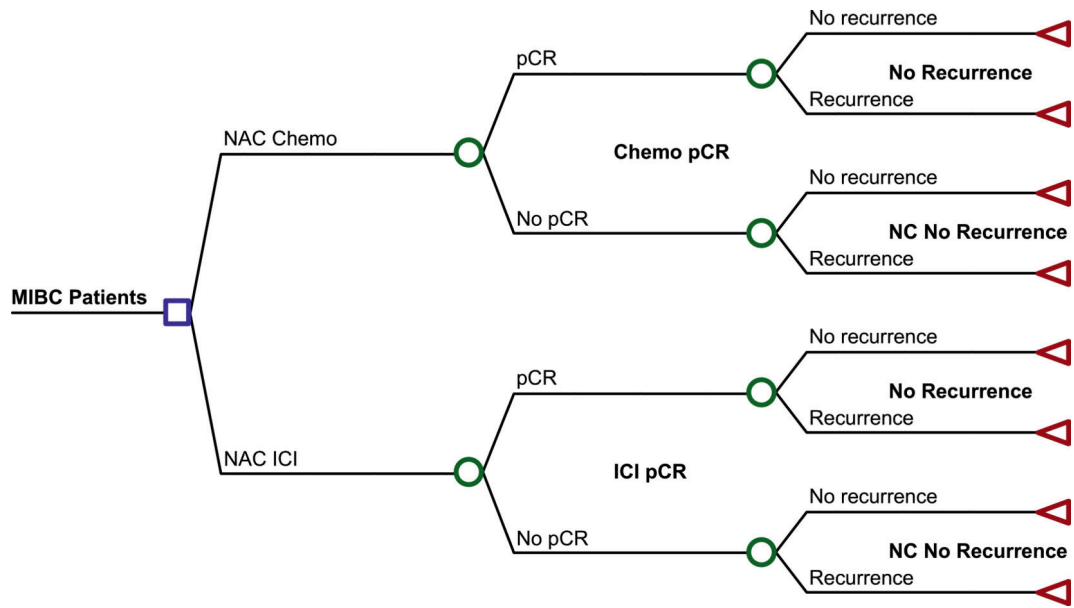 No recurrence
pCR
No Recurrence
Recurrence
NAC Chemo
Chemo pCR
No recurrence
No pCR
NC No Recurrence
Recurrence
MIBC Patients
No recurrence
pCR
No Recurrence
Recurrence
NAC ICI
ICI pCR
No recurrence
No pCR
NC No Recurrence
Recurrence